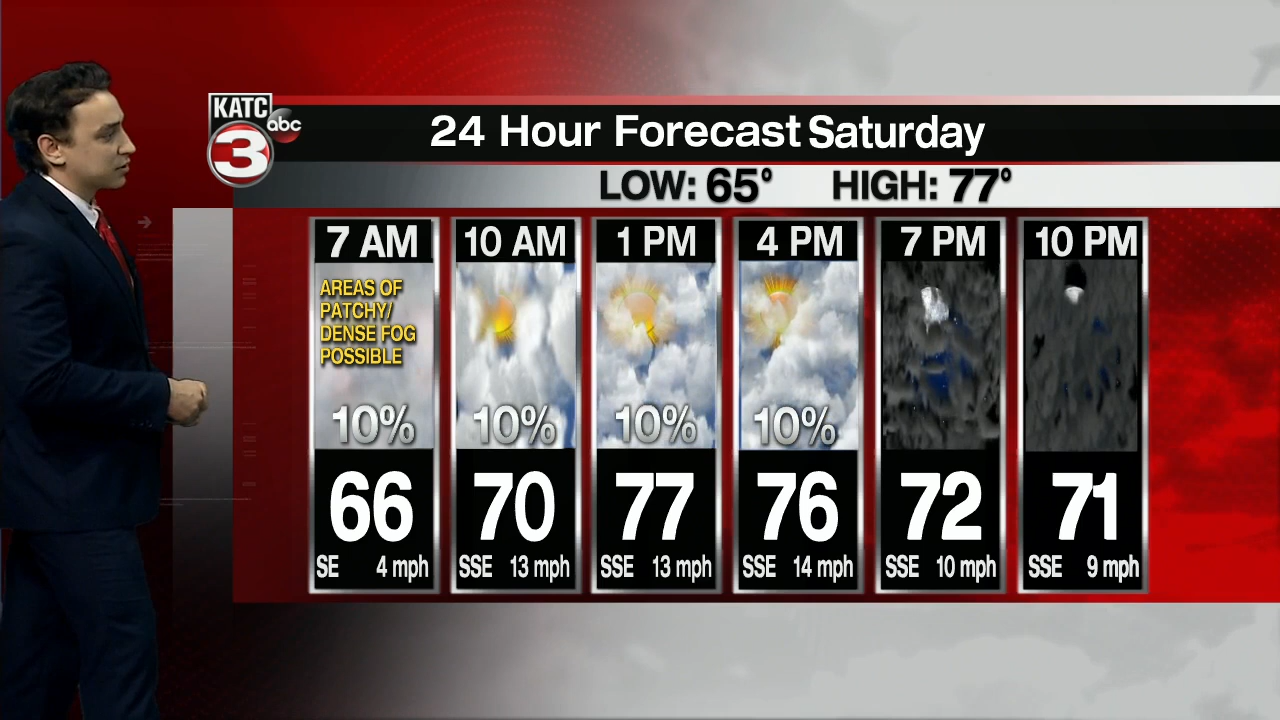 KATC
abc
3
24 Hour Forecast Saturday
LOW: 65° HIGH: 77°
7 AM
AREAS OF
PATCHY/
DENSE FOG
POSSIBLE
10%
66
SE 4 mph
10 AM
10%
70
SSE 13 mph
1 PM
10%
77
SSE 13 mph
4 PM
10%
76
SSE 14 mph
7 PM
72
SSE 10 mph
10 PM
71
SSE 9 mph